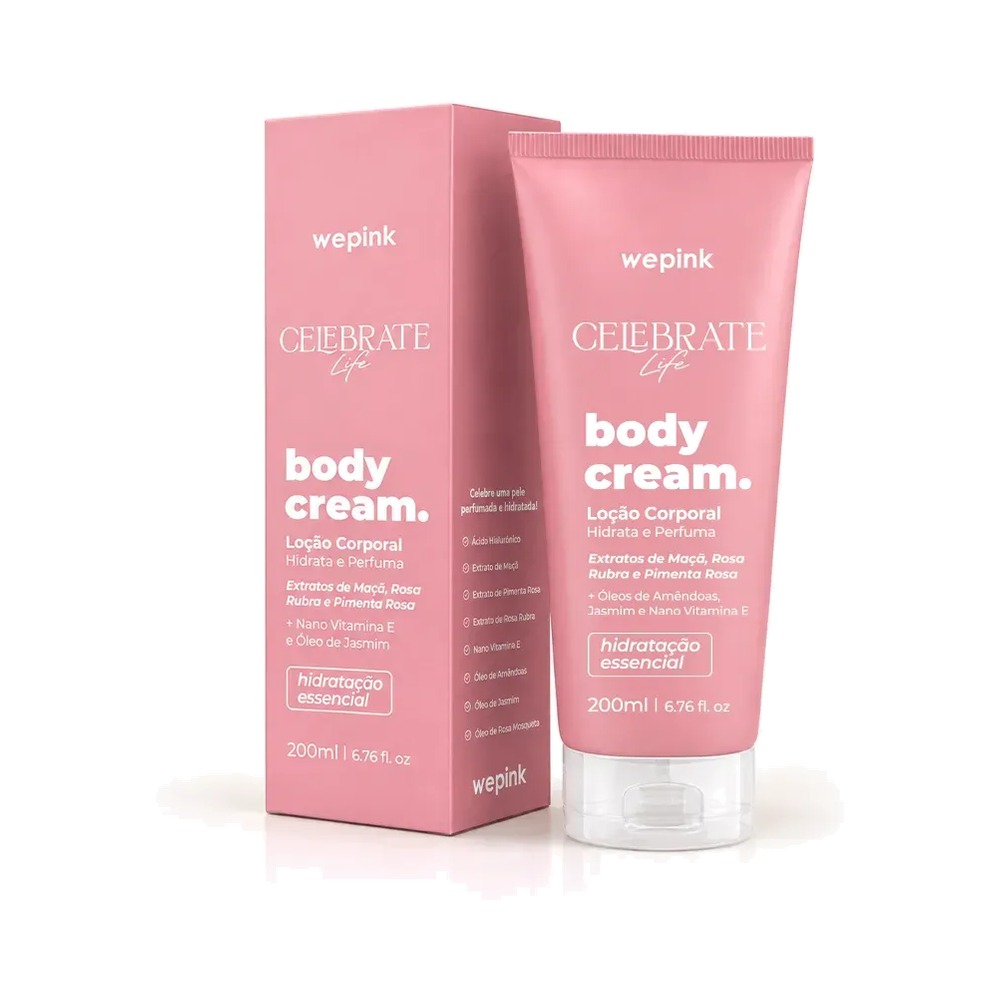 wepink
CELEBRATE
Life
body
cream.
Loção Corporal
Hidrata e Perfuma
Extratos de Maçã, Rosa
Rubra e Pimenta Rosa
+ Nano Vitamina E
e Óleo de Jasmim
hidratação
essencial
200ml | 6.76 fl. oz
Celebre uma pele
perfumada e hidratada!
Ácido Hialurónico
Extrato de Maçã
Extrato de Pimenta Rosa
Extrato de Rosa Rubra
Nano Vitamina E
Óleo de Amêndoas
Óleo de Jasmim
Óleo de Rosa Mosqueta
wepink
wepink
CELEBRATE
Life
body
cream.
Loção Corporal
Hidrata e Perfuma
Extratos de Maçã, Rosa
Rubra e Pimenta Rosa
+ Óleos de Amêndoas,
Jasmim e Nano Vitamina E
hidratação
essencial
200ml | 6.76 fl. oz